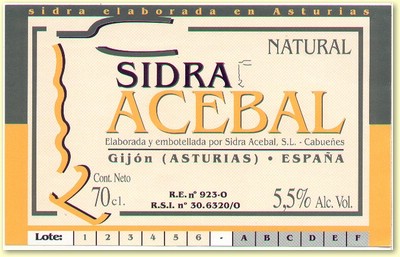 sidra elaborada en Asturias
NATURAL
SIDRA
ACEBAL
Elaborada y embotellada por Sidra Acebal, S.L. - Cabueñes
Gijón (ASTURIAS) • ESPAÑA
Cont. Neto
70 cl.
R.E. nº 923-O
R.S.I. nº 30.6320/O
5,5% Alc. Vol.
Lote: 1 2 3 4 5 6 - A B C D E F